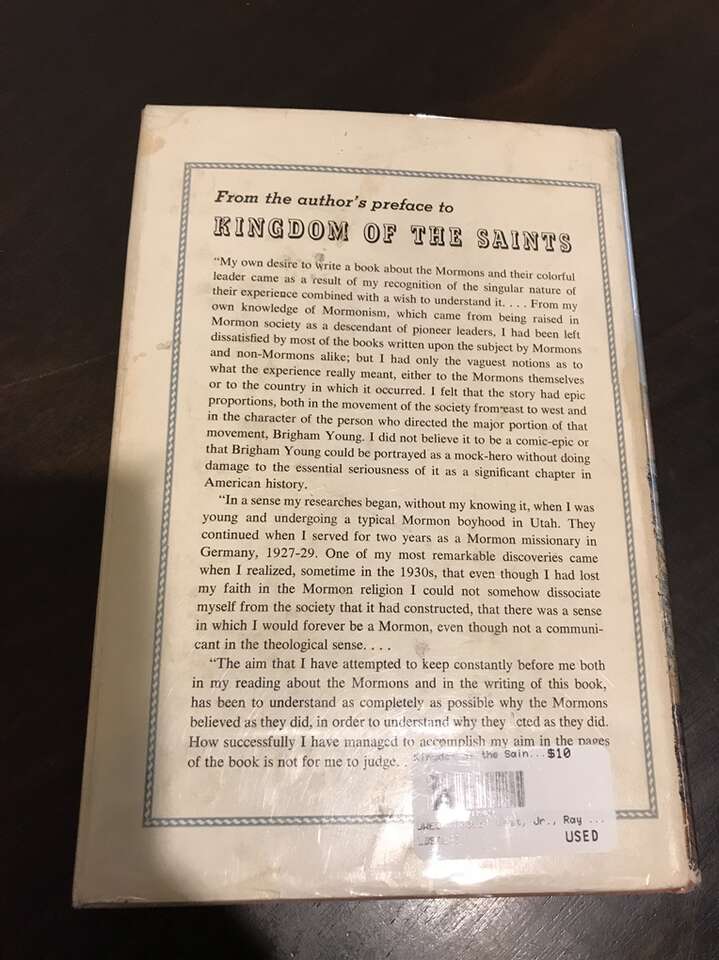 From the author's preface to
KINGDOM OF THE SAINTS
"My own desire to write a book about the Mormons and their colorful
leader came as a result of my recognition of the singular nature of
their experience combined with a wish to understand it. . . . From my
own knowledge of Mormonism, which came from being raised in
Mormon society as a descendant of pioneer leaders, I had been left
dissatisfied by most of the books written upon the subject by Mormons
and non-Mormons alike; but I had only the vaguest notions as to
what the experience really meant, either to the Mormons themselves
or to the country in which it occurred. I felt that the story had epic
proportions, both in the movement of the society from east to west and
in the character of the person who directed the major portion of that
movement, Brigham Young. I did not believe it to be a comic-epic or
that Brigham Young could be portrayed as a mock-hero without doing
damage to the essential seriousness of it as a significant chapter in
American history.
"In a sense my researches began, without my knowing it, when I was
young and undergoing a typical Mormon boyhood in Utah. They
continued when I served for two years as a Mormon missionary in
Germany, 1927-29. One of my most remarkable discoveries came
when I realized, sometime in the 1930s, that even though I had lost
my faith in the Mormon religion I could not somehow dissociate
myself from the society that it had constructed, that there was a sense
in which I would forever be a Mormon, even though not a communi-
cant in the theological sense. . . .
"The aim that I have attempted to keep constantly before me both
in my reading about the Mormons and in the writing of this book,
has been to understand as completely as possible why the Mormons
believed as they did, in order to understand why they cted as they did.
How successfully I have managed to accomplish my aim in the pages
of the book is not for me to judge. .
Kingdom of the Sain...$10
Jr., Ray ...
USED